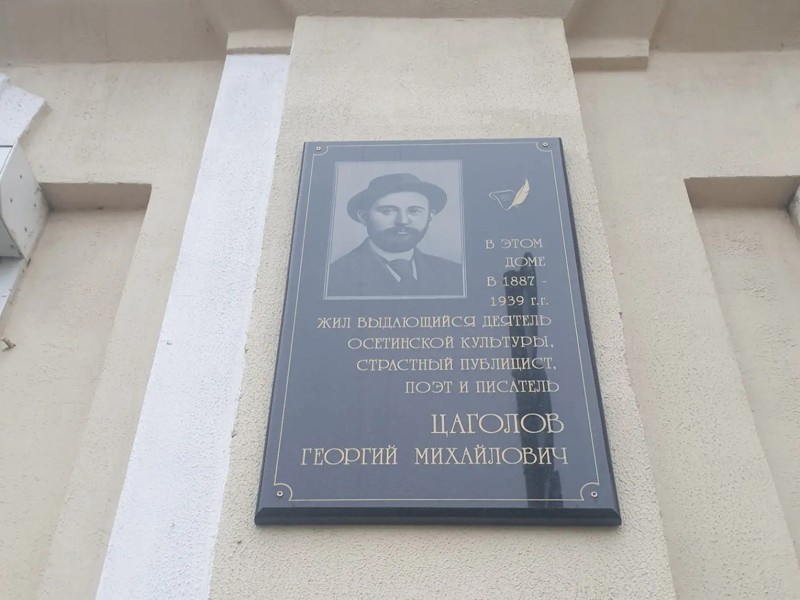 В ЭТОМ
ДОМЕ
В 1887 -
1939 Г.Г.
ЖИЛ ВЫДАЮЩИЙСЯ ДЕЯТЕЛЬ
ОСЕТИНСКОЙ КУЛЬТУРЫ,
СТРАСТНЫЙ ПУБЛИЦИСТ,
ПОЭТ И ПИСАТЕЛЬ
ЦАГОЛОВ
ГЕОРГИЙ МИХАЙЛОВИЧ